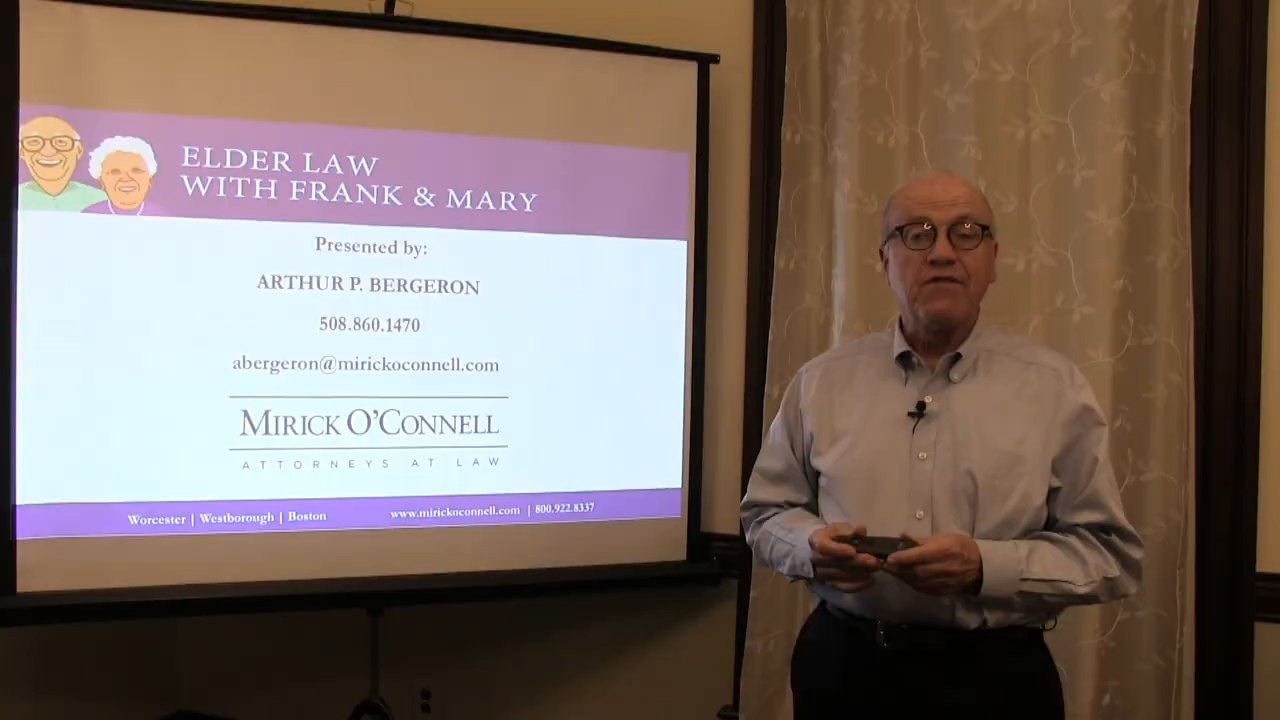 ELDER LAW
WITH FRANK & MARY
Presented by:
ARTHUR P. BERGERON
508.860.1470
abergeron@mirickoconnell.com
MIRICK O'CONNELL
ATTORNEYS AT LAW
Worcester | Westborough | Boston
www.mirickoconnell.com | 800.922.8337